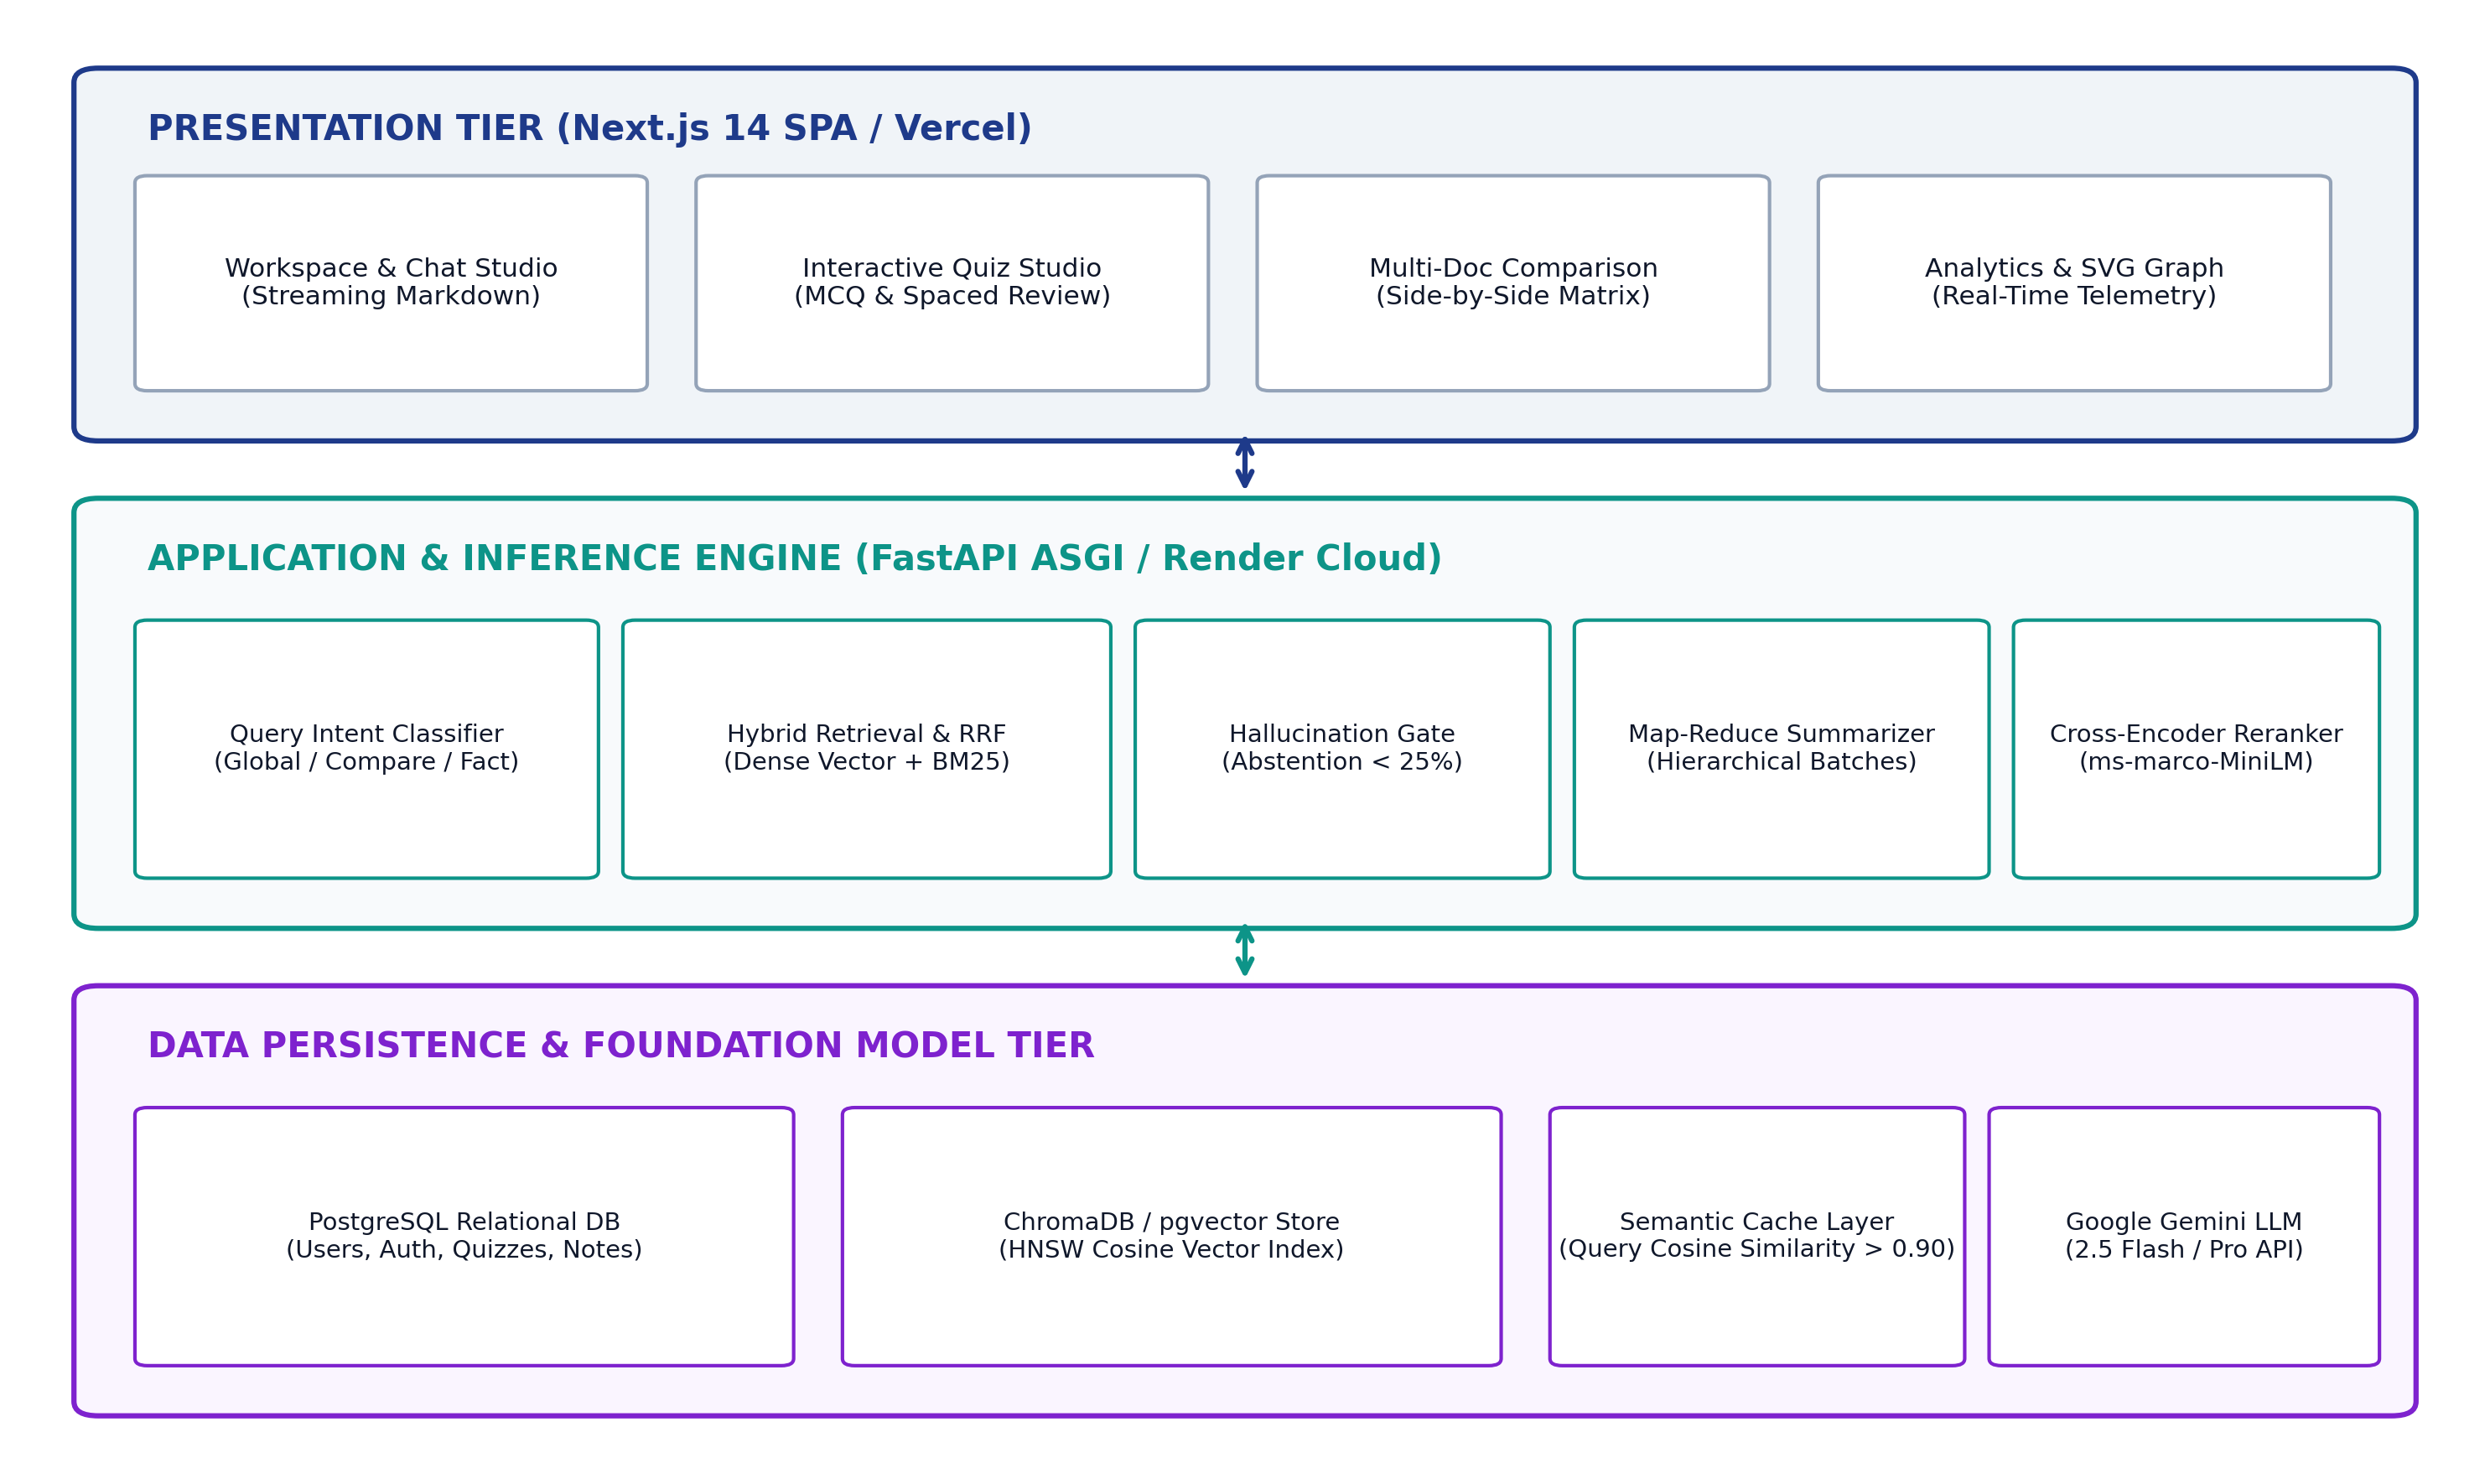 PRESENTATION TIER (Next.js 14 SPA / Vercel)
Workspace & Chat Studio
(Streaming Markdown)
Interactive Quiz Studio
(MCQ & Spaced Review)
Multi-Doc Comparison
(Side-by-Side Matrix)
Analytics & SVG Graph
(Real-Time Telemetry)
APPLICATION & INFERENCE ENGINE (FastAPI ASGI / Render Cloud)
Query Intent Classifier
(Global / Compare / Fact)
Hybrid Retrieval & RRF
(Dense Vector + BM25)
Hallucination Gate
(Abstention < 25%)
Map-Reduce Summarizer
(Hierarchical Batches)
Cross-Encoder Reranker
(ms-marco-MiniLM)
DATA PERSISTENCE & FOUNDATION MODEL TIER
PostgreSQL Relational DB
(Users, Auth, Quizzes, Notes)
ChromaDB / pgvector Store
(HNSW Cosine Vector Index)
Semantic Cache Layer
(Query Cosine Similarity > 0.90)
Google Gemini LLM
(2.5 Flash / Pro API)